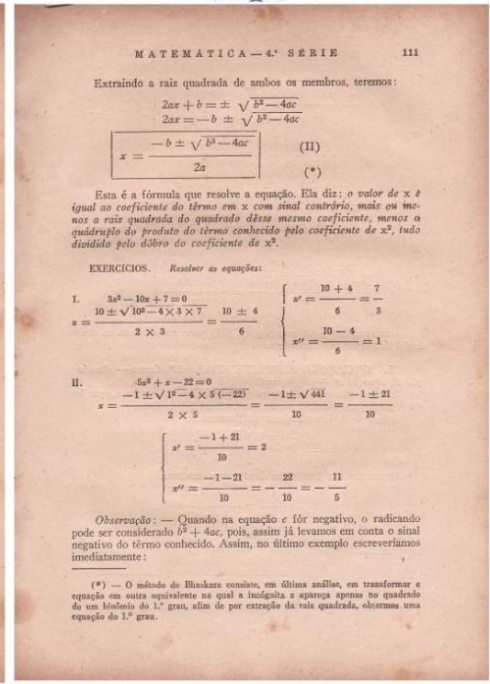 MATEMÁTICA — 4.ª SÉRIE 111
Extraindo a raiz quadrada de ambos os membros, teremos:
2ax + b = ± √ b² — 4ac
2ax = — b ± √ b² — 4ac
x = — b ± √ b² — 4ac / 2a (II)
(*)
Esta é a fórmula que resolve a equação. Ela diz: o valor de x é
igual ao coeficiente do têrmo em x com sinal contrário, mais ou me-
nos a raiz quadrada do quadrado dêsse mesmo coeficiente, menos o
quádruplo do produto do têrmo conhecido pelo coeficiente de x², tudo
dividido pelo dôbro do coeficiente de x².
EXERCÍCIOS. Resolver as equações:
I. 3x² — 10x + 7 = 0
x = 10 ± √ 10² — 4 × 3 × 7 / 2 × 3 = 10 ± 4 / 6
x' = 10 + 4 / 6 = 7 / 3
x'' = 10 — 4 / 6 = 1
II. 5x² + x — 22 = 0
x = — 1 ± √ 1² — 4 × 5 (— 22) / 2 × 5 = — 1 ± √ 441 / 10 = — 1 ± 21 / 10
x' = — 1 + 21 / 10 = 2
x'' = — 1 — 21 / 10 = — 22 / 10 = — 11 / 5
Observação: — Quando na equação c fôr negativo, o radicando
pode ser considerado b² + 4ac, pois, assim já levamos em conta o sinal
negativo do têrmo conhecido. Assim, no último exemplo escreveríamos
imediatamente:
(*) — O método de Bhaskara consiste, em última análise, em transformar a
equação em outra equivalente na qual a incógnita x apareça apenas no quadrado
de um binômio do 1.º grau, afim de por extração da raiz quadrada, obtermos uma
equação do 1.º grau.